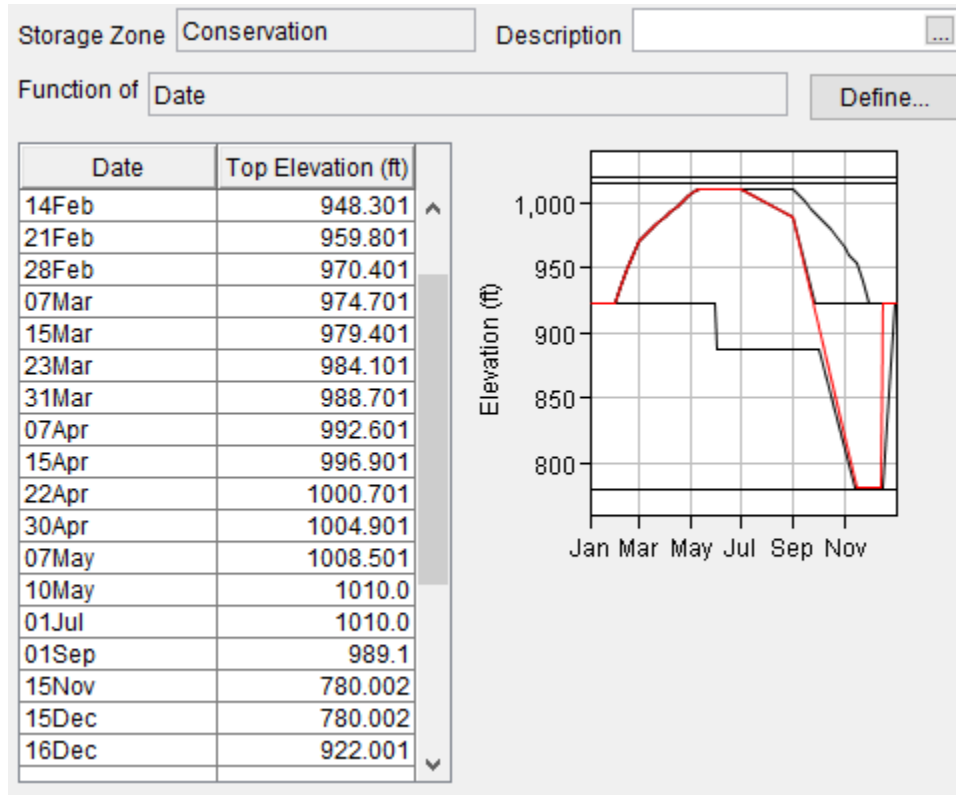 Storage Zone Conservation Description ...
Function of Date Define...
Date Top Elevation (ft)
14Feb 948.301
21Feb 959.801
28Feb 970.401
07Mar 974.701
15Mar 979.401
23Mar 984.101
31Mar 988.701
07Apr 992.601
15Apr 996.901
22Apr 1000.701
30Apr 1004.901
07May 1008.501
10May 1010.0
01Jul 1010.0
01Sep 989.1
15Nov 780.002
15Dec 780.002
16Dec 922.001
Elevation (ft)
1,000
950
900
850
800
Jan Mar May Jul Sep Nov